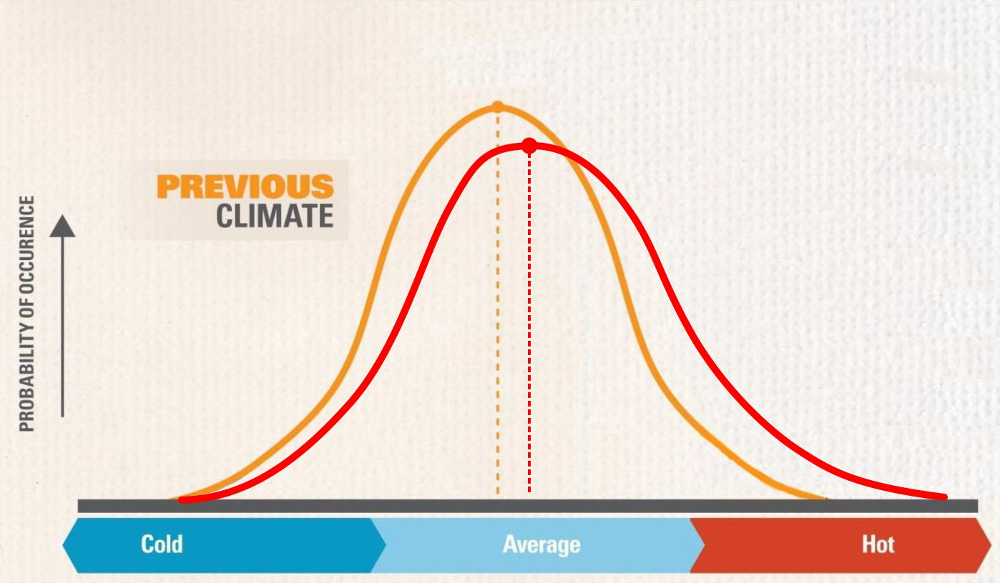 PREVIOUS
CLIMATE
PROBABILITY OF OCCURENCE
Cold
Average
Hot